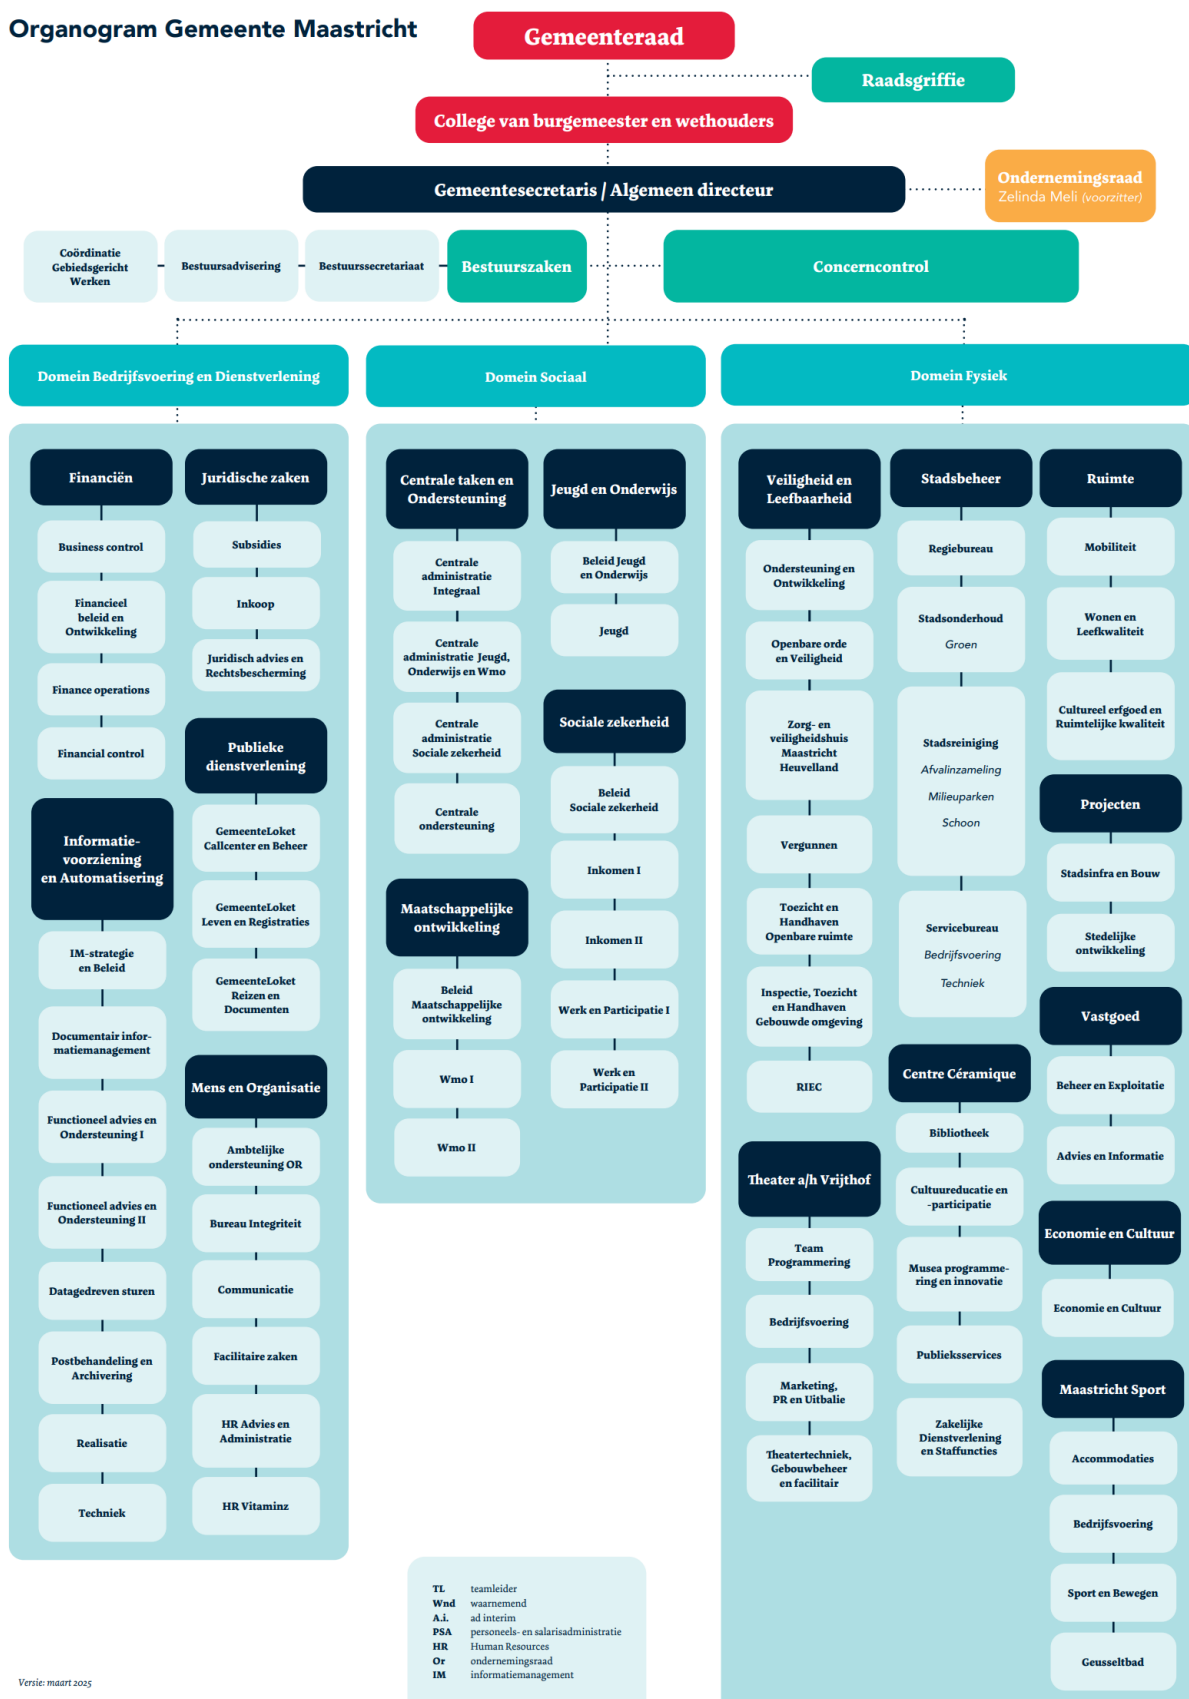 Organogram Gemeente Maastricht
Gemeenteraad
Raadsgriffie
College van burgemeester en wethouders
Gemeentesecretaris / Algemeen directeur
Ondernemingsraad
Zelinda Meli (voorzitter)
Coördinatie
Gebiedsgericht
Werken
Bestuursadvisering
Bestuurssecretariaat
Bestuurszaken
Concerncontrol
Domein Bedrijfsvoering en Dienstverlening
Financiën
Business control
Financieel
beleid en
Ontwikkeling
Finance operations
Financial control
Informatie-
voorziening
en Automatisering
IM-strategie
en Beleid
Documentair infor-
matiemanagement
Functioneel advies en
Ondersteuning I
Functioneel advies en
Ondersteuning II
Datagedreven sturen
Postbehandeling en
Archivering
Realisatie
Techniek
Juridische zaken
Subsidies
Inkoop
Juridisch advies en
Rechtsbescherming
Publieke
dienstverlening
GemeenteLoket
Callcenter en Beheer
GemeenteLoket
Leven en Registraties
GemeenteLoket
Reizen en
Documenten
Mens en Organisatie
Ambtelijke
ondersteuning OR
Bureau Integriteit
Communicatie
Facilitaire zaken
HR Advies en
Administratie
HR Vitaminz
Domein Sociaal
Centrale taken en
Ondersteuning
Centrale
administratie
Integraal
Centrale
administratie Jeugd,
Onderwijs en Wmo
Centrale
administratie
Sociale zekerheid
Centrale
ondersteuning
Maatschappelijke
ontwikkeling
Beleid
Maatschappelijke
ontwikkeling
Wmo I
Wmo II
Jeugd en Onderwijs
Beleid Jeugd
en Onderwijs
Jeugd
Sociale zekerheid
Beleid
Sociale zekerheid
Inkomen I
Inkomen II
Werk en Participatie I
Werk en
Participatie II
Domein Fysiek
Veiligheid en
Leefbaarheid
Ondersteuning en
Ontwikkeling
Openbare orde
en Veiligheid
Zorg- en
veiligheidshuis
Maastricht
Heuvelland
Vergunnen
Toezicht en
Handhaven
Openbare ruimte
Inspectie, Toezicht
en Handhaven
Gebouwde omgeving
RIEC
Theater a/h Vrijthof
Team
Programmering
Bedrijfsvoering
Marketing,
PR en Uitbalie
Theatertechniek,
Gebouwbeheer
en facilitair
Stadsbeheer
Regiebureau
Stadsonderhoud
Groen
Stadsreiniging
Afvalinzameling
Milieuparken
Schoon
Servicebureau
Bedrijfsvoering
Techniek
Centre Céramique
Bibliotheek
Cultuureducatie en
-participatie
Musea programme-
ring en innovatie
Publieksservices
Zakelijke
Dienstverlening
en Staffuncties
Ruimte
Mobiliteit
Wonen en
Leefkwaliteit
Cultureel erfgoed en
Ruimtelijke kwaliteit
Projecten
Stadsinfra en Bouw
Stedelijke
ontwikkeling
Vastgoed
Beheer en Exploitatie
Advies en Informatie
Economie en Cultuur
Economie en Cultuur
Maastricht Sport
Accommodaties
Bedrijfsvoering
Sport en Bewegen
Geusseltbad
TL teamleider
Wnd waarnemend
A.i. ad interim
PSA personeels- en salarisadministratie
HR Human Resources
Or ondernemingsraad
IM informatiemanagement
Versie: maart 2025